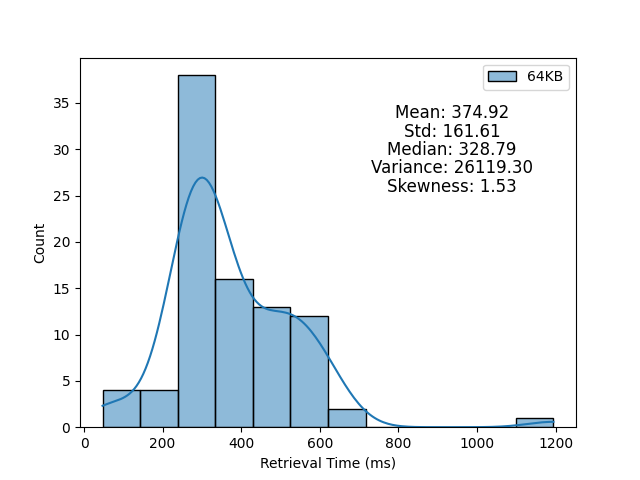 64KB
Mean: 374.92
Std: 161.61
Median: 328.79
Variance: 26119.30
Skewness: 1.53
Count
35
30
25
20
15
10
5
0
0 200 400 600 800 1000 1200
Retrieval Time (ms)